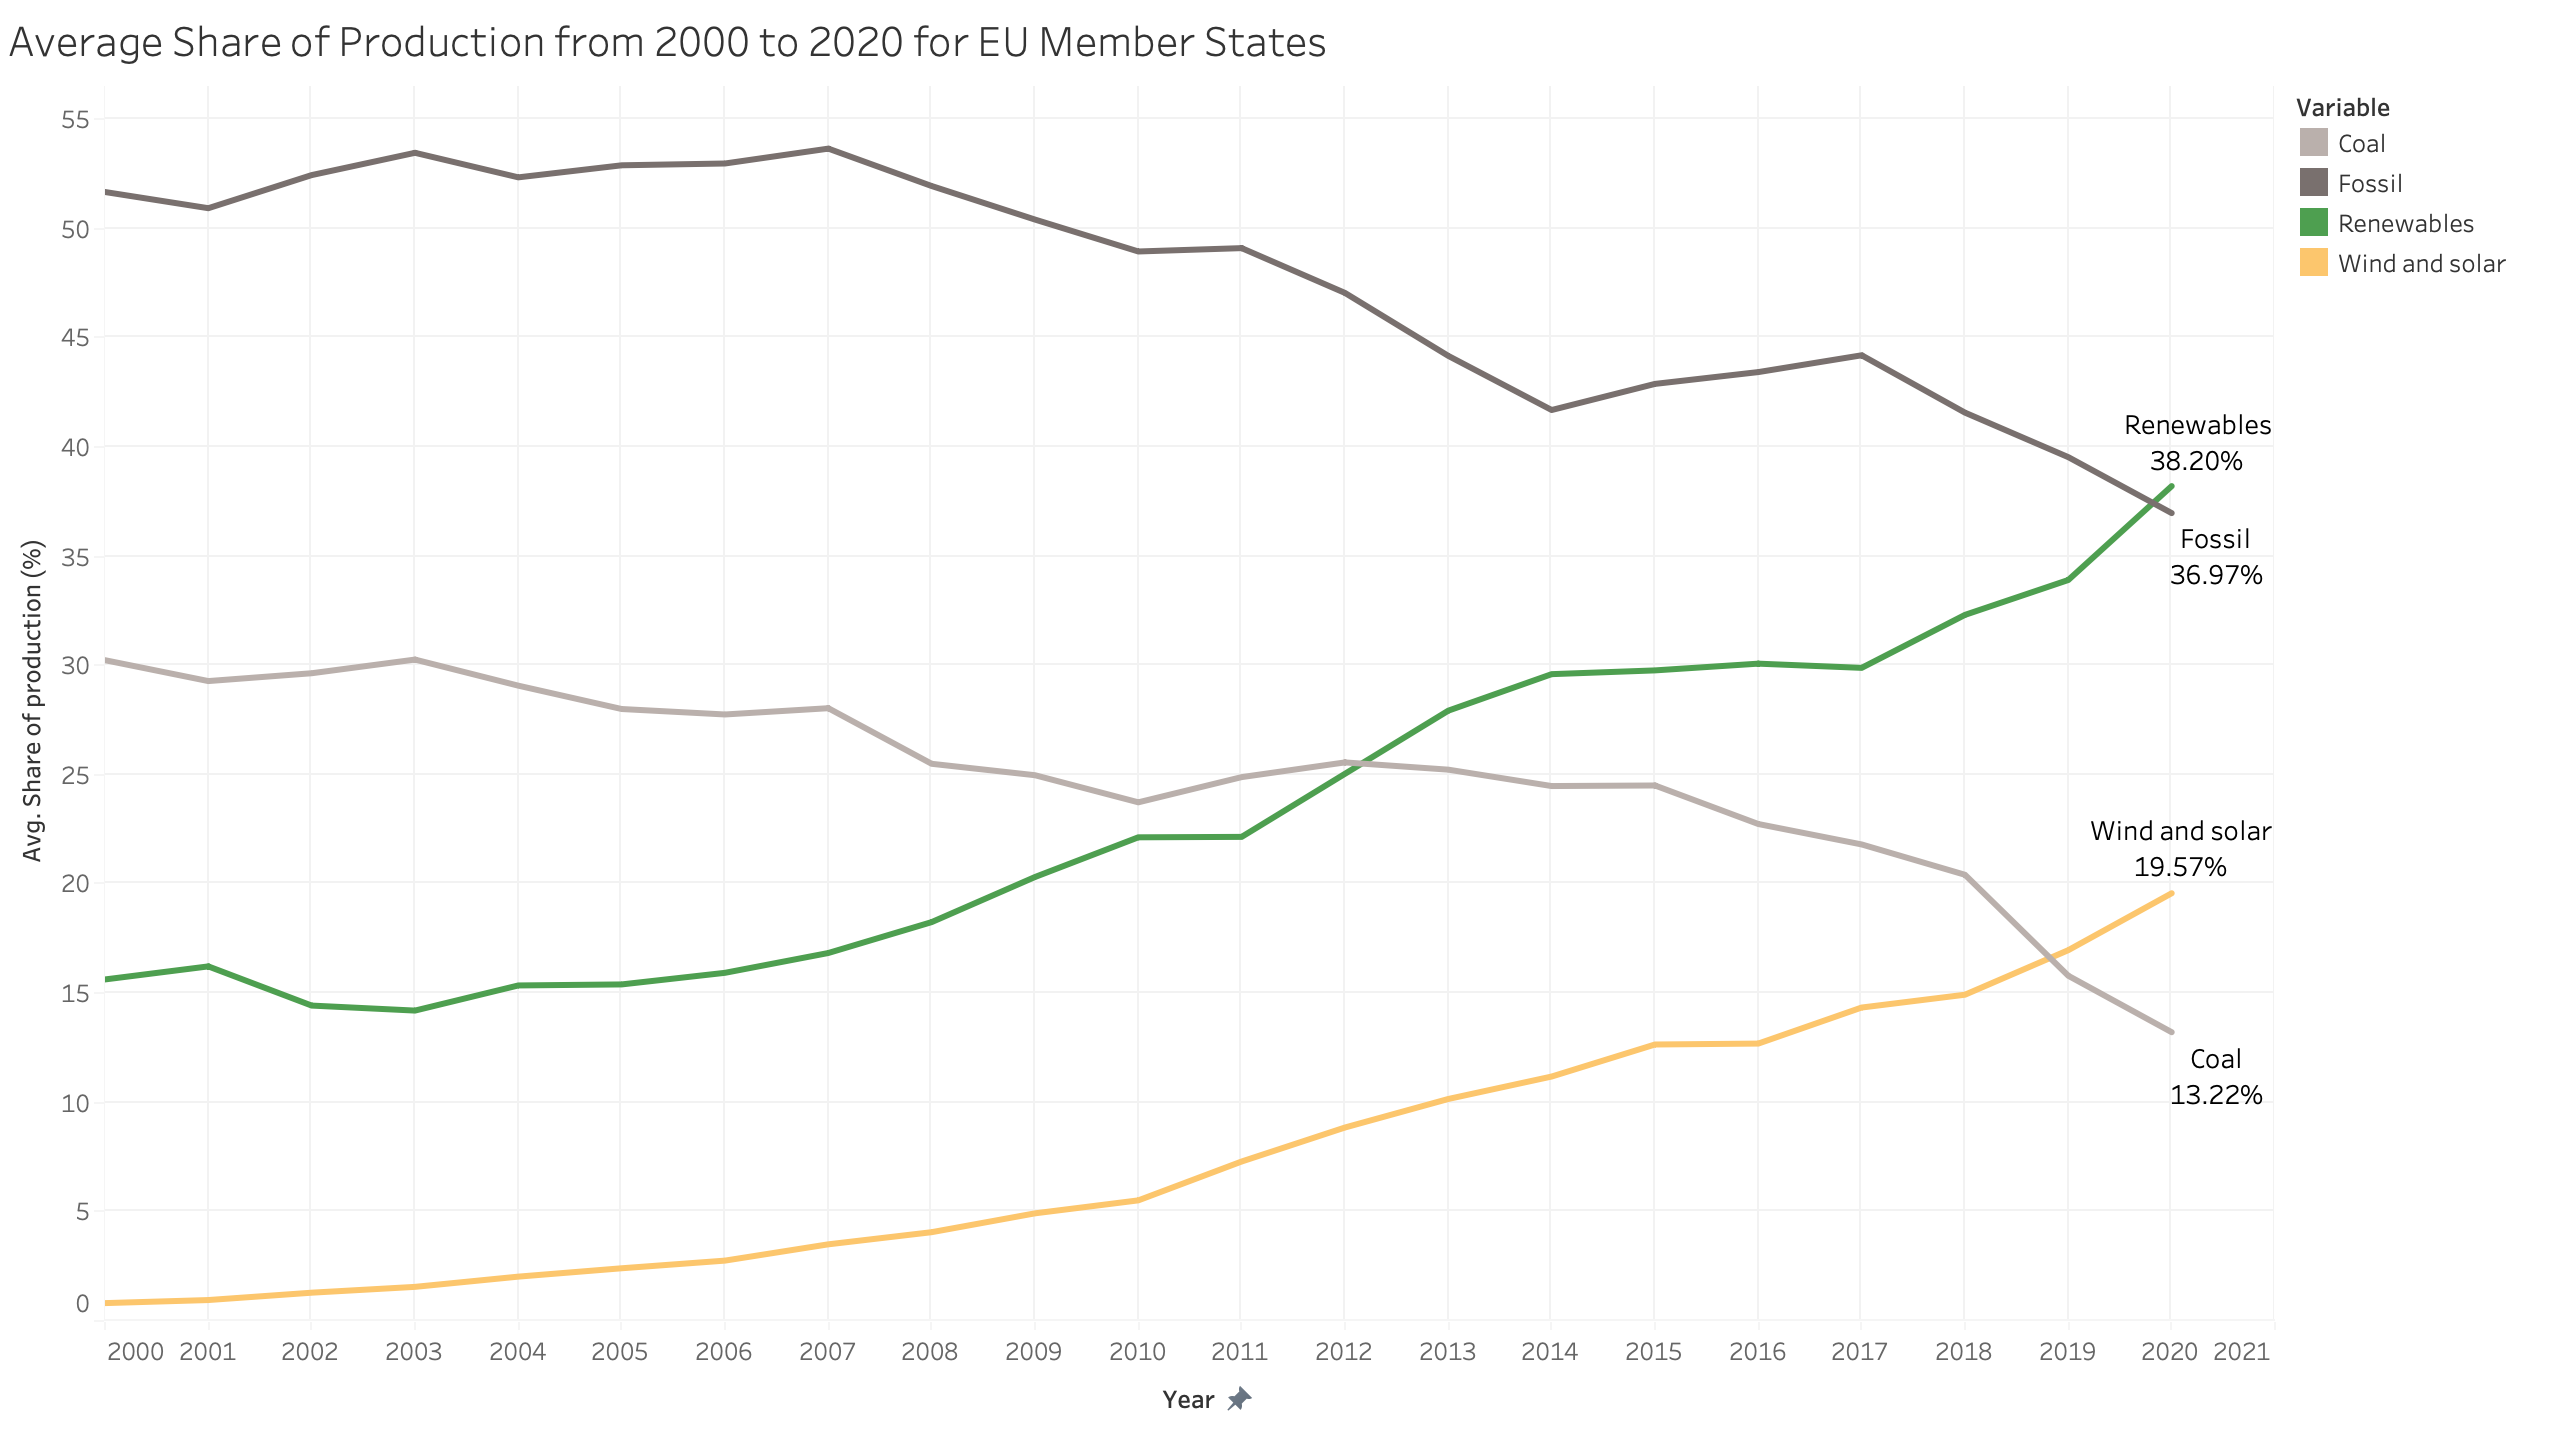 Average Share of Production from 2000 to 2020 for EU Member States
Variable
Coal
Fossil
Renewables
Wind and solar
55
50
45
40
35
30
25
20
15
10
5
0
Avg. Share of production (%)
Renewables
38.20%
Fossil
36.97%
Wind and solar
19.57%
Coal
13.22%
2000 2001 2002 2003 2004 2005 2006 2007 2008 2009 2010 2011 2012 2013 2014 2015 2016 2017 2018 2019 2020 2021
Year